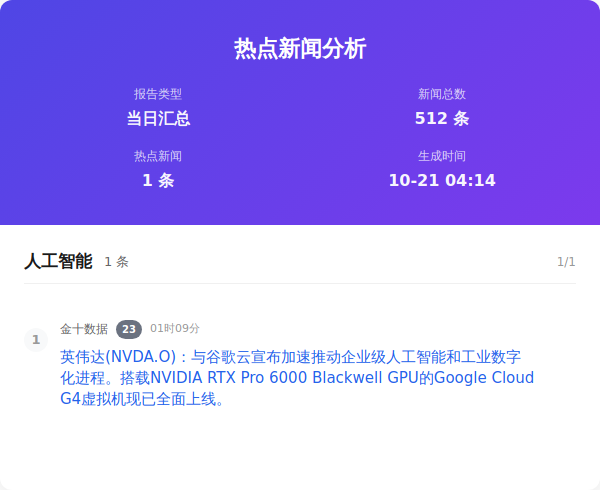 热点新闻分析
报告类型
新闻总数
当日汇总
512 条
热点新闻
生成时间
1 条
10-21 04:14
人工智能 1 条 1/1
1
金十数据 23 01时09分
英伟达(NVDA.O)：与谷歌云宣布加速推动企业级人工智能和工业数字
化进程。搭载NVIDIA RTX Pro 6000 Blackwell GPU的Google Cloud
G4虚拟机现已全面上线。